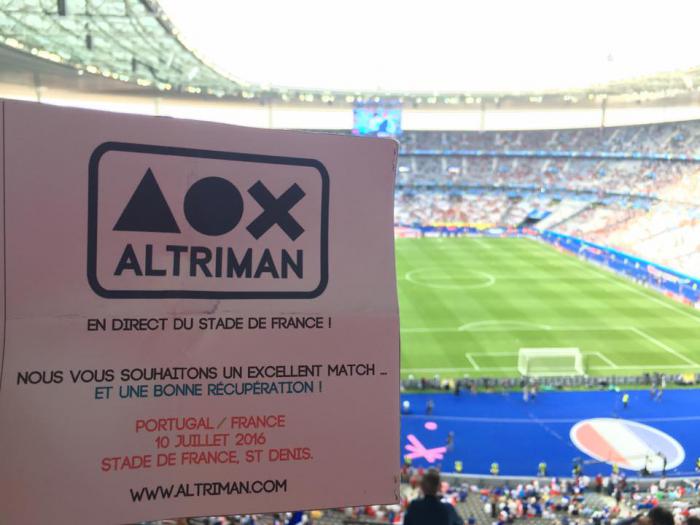 ALTRIMAN
EN DIRECT DU STADE DE FRANCE !
NOUS VOUS SOUHAITONS UN EXCELLENT MATCH ...
ET UNE BONNE RÉCUPÉRATION !
PORTUGAL / FRANCE
10 JUILLET 2016
STADE DE FRANCE, ST DENIS.
WWW.ALTRIMAN.COM